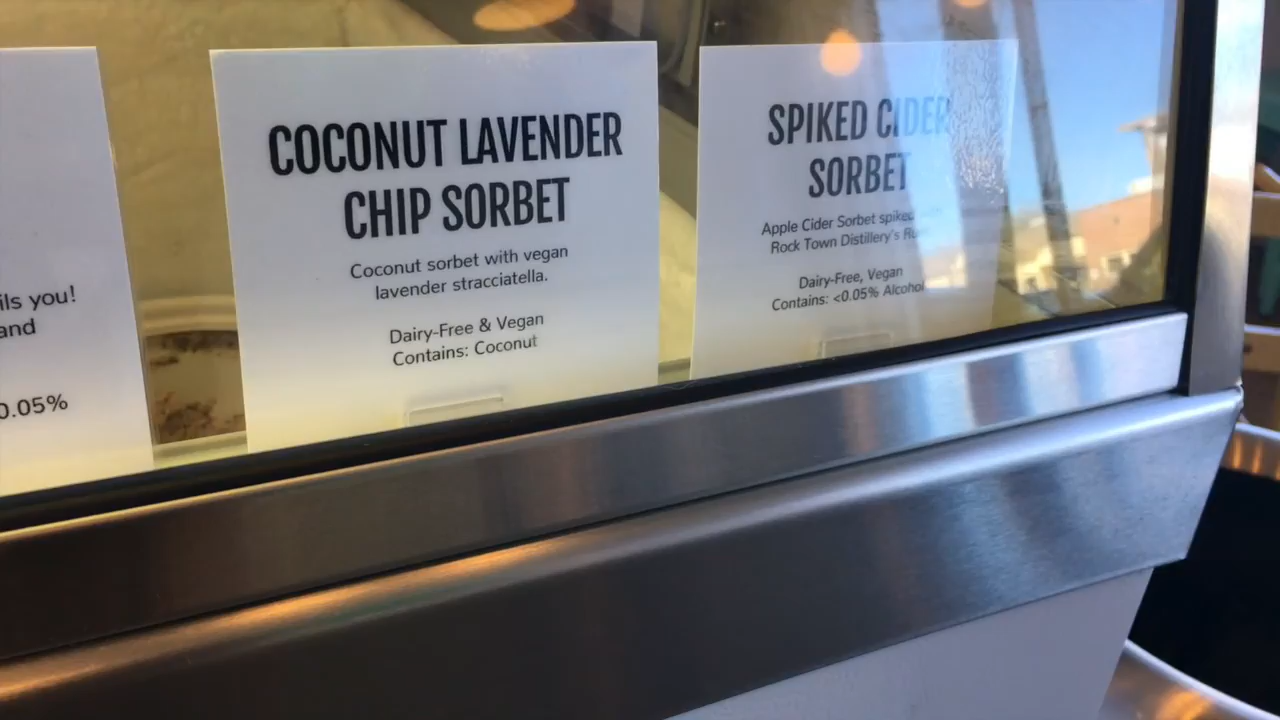 ils you!
and
0.05%
COCONUT LAVENDER
CHIP SORBET
Coconut sorbet with vegan
lavender stracciatella.
Dairy-Free & Vegan
Contains: Coconut
SPIKED CIDER
SORBET
Apple Cider Sorbet spiked
Rock Town Distillery's
Dairy-Free, Vegan
Contains: <0.05% Alcohol